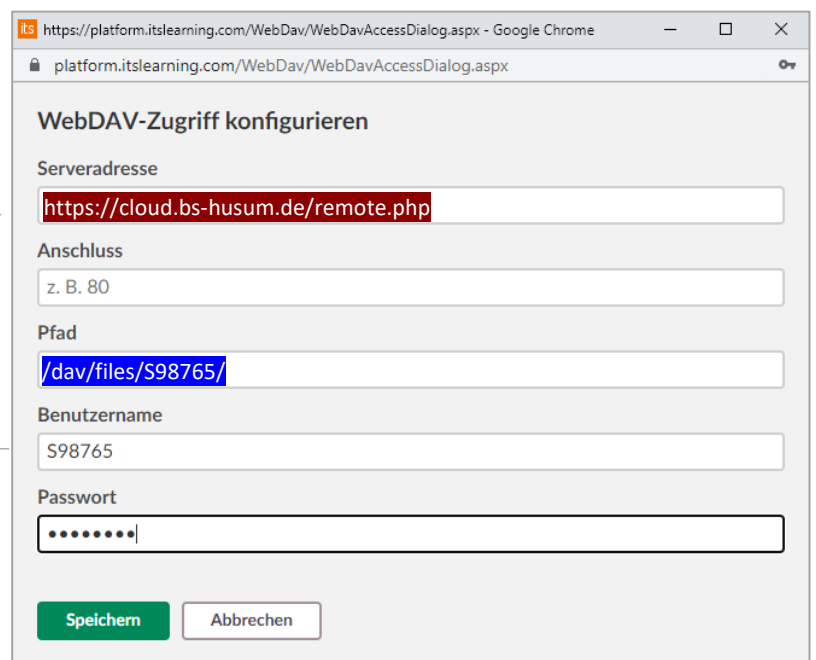 its https://platform.itslearning.com/WebDav/WebDavAccessDialog.aspx - Google Chrome
platform.itslearning.com/WebDav/WebDavAccessDialog.aspx
WebDAV-Zugriff konfigurieren
Serveradresse
https://cloud.bs-husum.de/remote.php
Anschluss
z. B. 80
Pfad
/dav/files/S98765/
Benutzername
S98765
Passwort
••••••••
Speichern Abbrechen